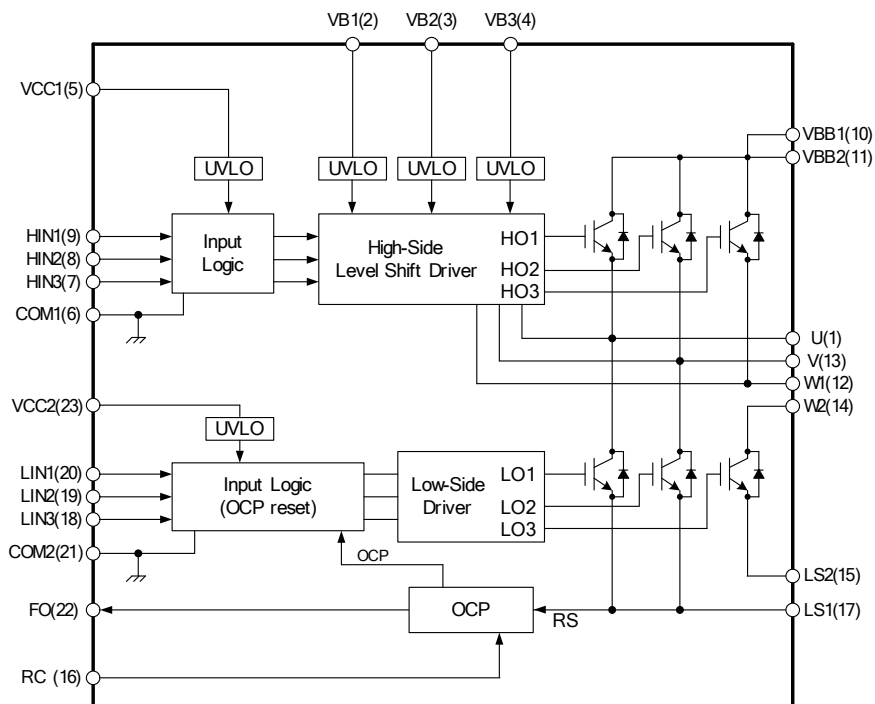 VB1(2) VB2(3) VB3(4)
VCC1(5)
VBB1(10)
VBB2(11)
UVLO UVLO UVLO UVLO
HIN1(9)
HIN2(8)
HIN3(7)
COM1(6)
Input
Logic
High-Side
Level Shift Driver
HO1
HO2
HO3
U(1)
V(13)
W1(12)
W2(14)
VCC2(23)
UVLO
LIN1(20)
LIN2(19)
LIN3(18)
COM2(21)
Input Logic
(OCP reset)
Low-Side
Driver
LO1
LO2
LO3
OCP
LS2(15)
FO(22)
OCP
RS
LS1(17)
RC (16)